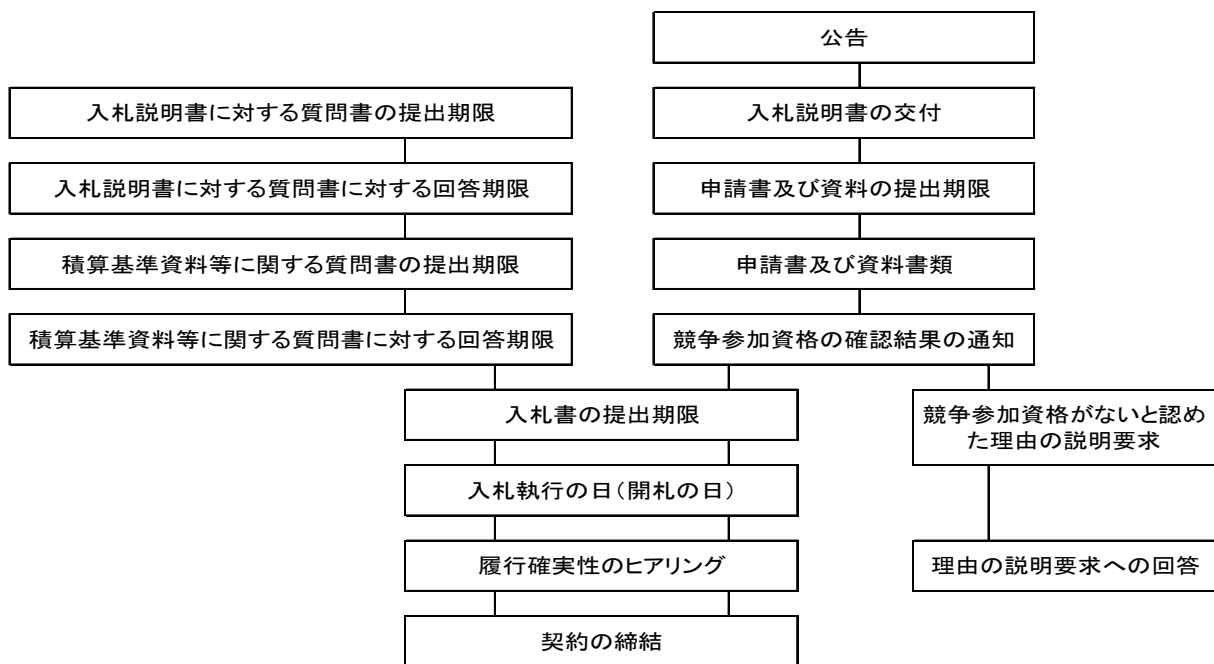 公告
入札説明書に対する質問書の提出期限
入札説明書の交付
入札説明書に対する質問書に対する回答期限
申請書及び資料の提出期限
積算基準資料等に関する質問書の提出期限
申請書及び資料書類
積算基準資料等に関する質問書に対する回答期限
競争参加資格の確認結果の通知
入札書の提出期限
競争参加資格がないと認め
た理由の説明要求
入札執行の日（開札の日）
履行確実性のヒアリング
理由の説明要求への回答
契約の締結